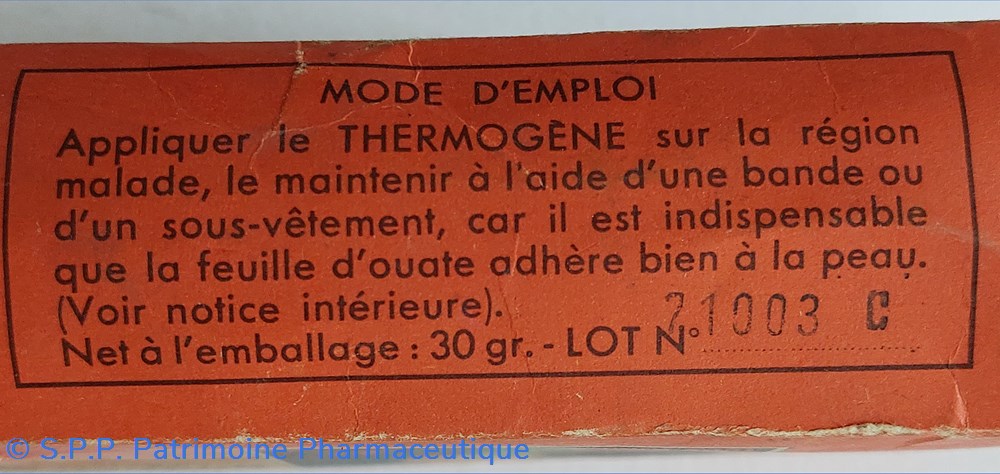 MODE D'EMPLOI
Appliquer le THERMOGÈNE sur la région
malade, le maintenir à l'aide d'une bande ou
d'un sous-vêtement, car il est indispensable
que la feuille d'ouate adhère bien à la peau.
(Voir notice intérieure).
Net à l'emballage : 30 gr. - LOT N° 21003 C
© S.P.P. Patrimoine Pharmaceutique